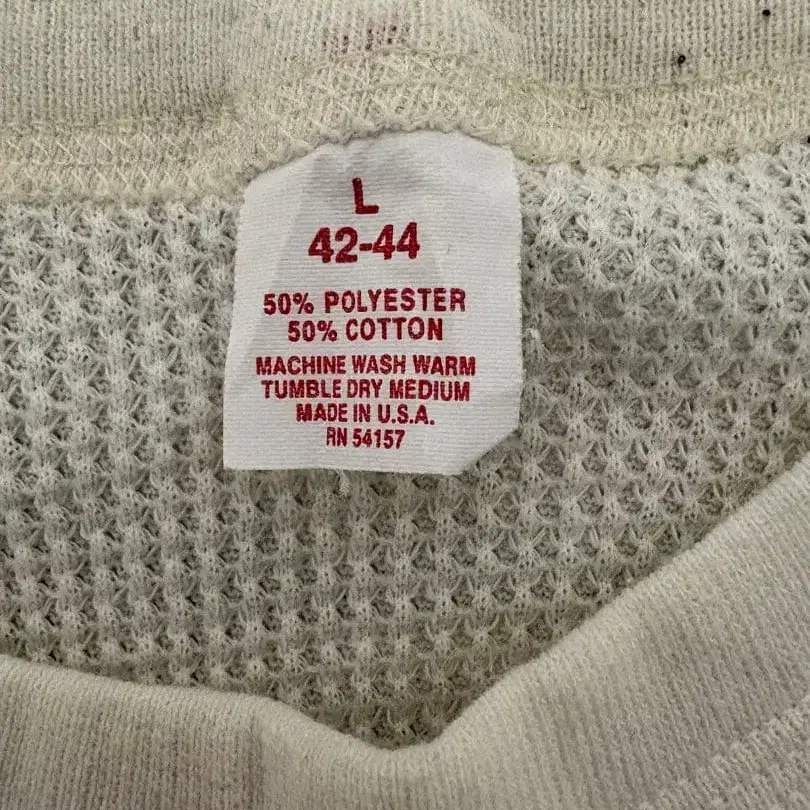 L
42-44
50% POLYESTER
50% COTTON
MACHINE WASH WARM
TUMBLE DRY MEDIUM
MADE IN U.S.A.
RN 54157